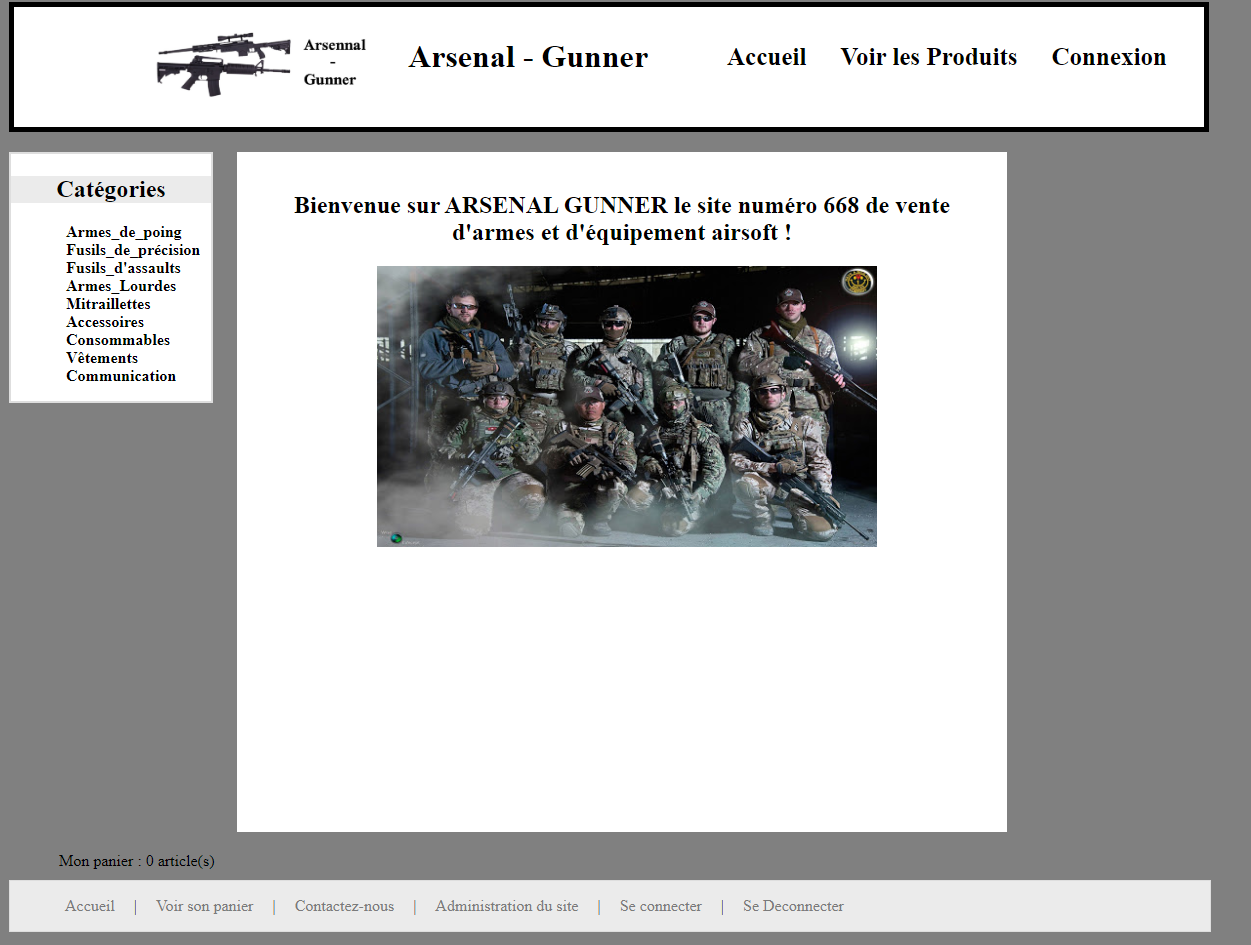 Arsennal
-
Gunner
Arsenal - Gunner
Accueil Voir les Produits Connexion
Catégories
Armes_de_poing
Fusils_de_précision
Fusils_d'assaults
Armes_Lourdes
Mitraillettes
Accessoires
Consommables
Vêtements
Communication
Bienvenue sur ARSENAL GUNNER le site numéro 668 de vente
d'armes et d'équipement airsoft !
Mon panier : 0 article(s)
Accueil | Voir son panier | Contactez-nous | Administration du site | Se connecter | Se Deconnecter